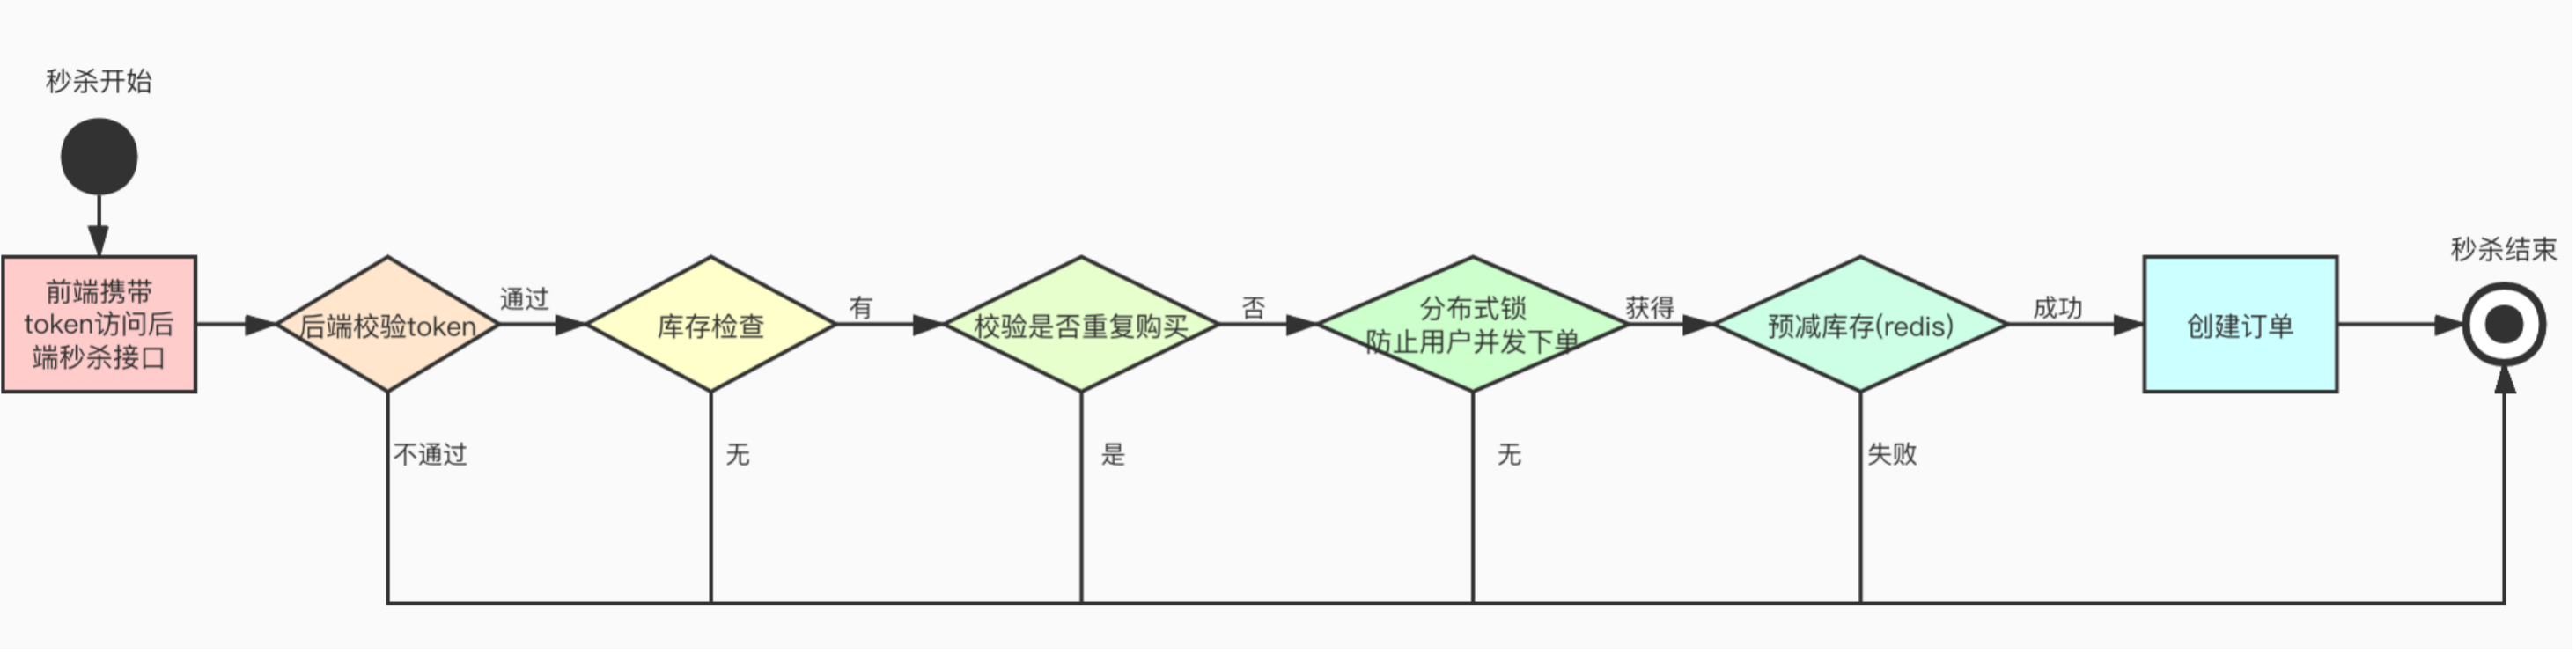 秒杀开始
前端携带
token访问后
端秒杀接口
后端校验token
通过
不通过
库存检查
有
无
校验是否重复购买
否
是
分布式锁
防止用户并发下单
获得
无
预减库存(redis)
成功
失败
创建订单
秒杀结束